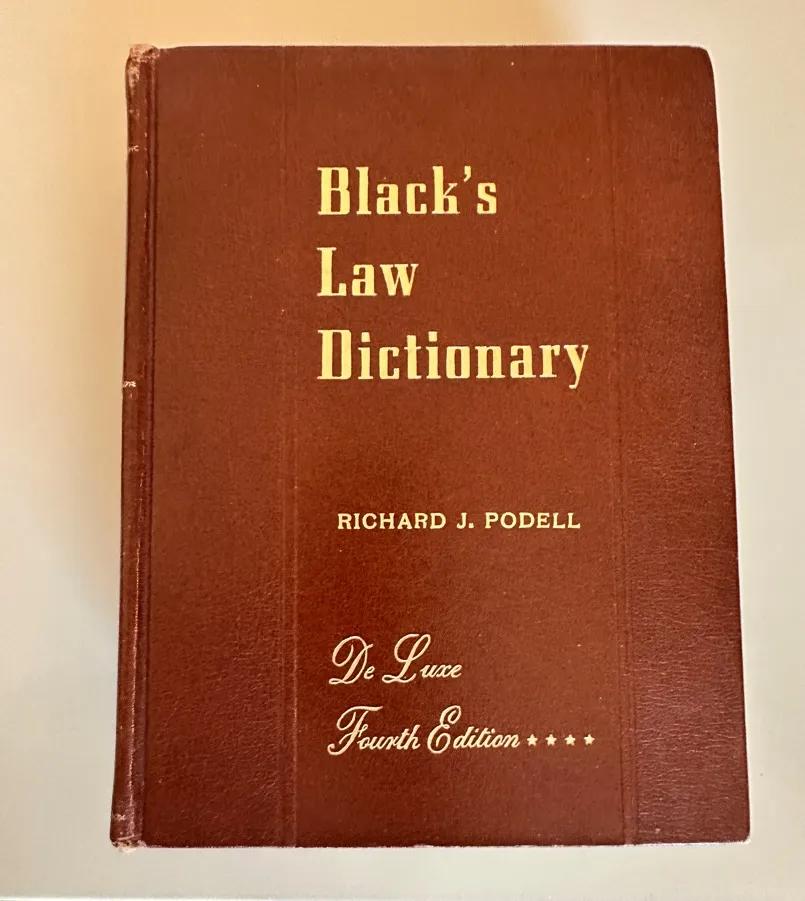 Black's
Law
Dictionary
RICHARD J. PODELL
De Luxe
Fourth Edition ★★★★